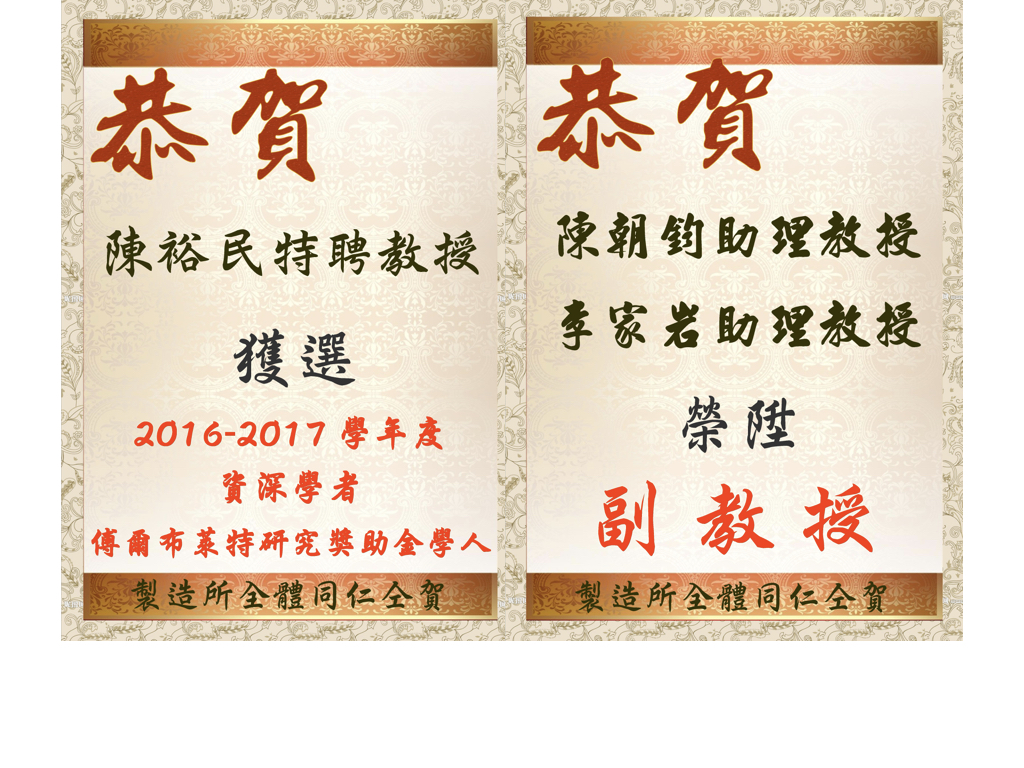 恭賀
陳裕民特聘教授
獲選
2016-2017 學年度
資深學者
傅爾布萊特研究獎助金學人
製造所全體同仁仝賀
恭賀
陳朝鈞助理教授
李家岩助理教授
榮陞
副教授
製造所全體同仁仝賀